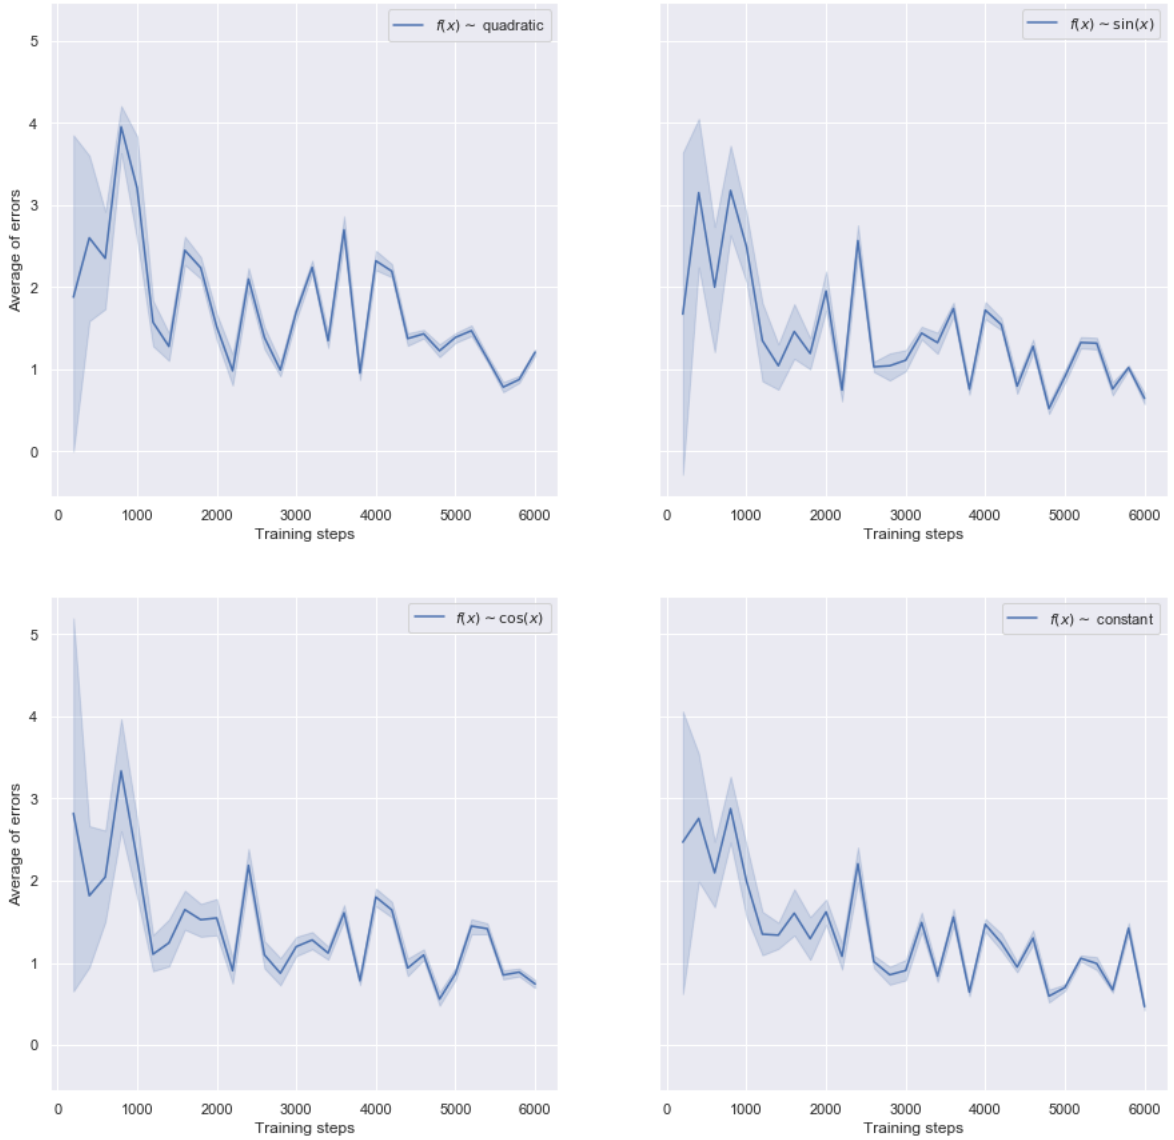 f(x) ~ quadratic
Average of errors
5
4
3
2
1
0
0 1000 2000 3000 4000 5000 6000
Training steps
f(x) ~ sin(x)
0 1000 2000 3000 4000 5000 6000
Training steps
f(x) ~ cos(x)
Average of errors
5
4
3
2
1
0
0 1000 2000 3000 4000 5000 6000
Training steps
f(x) ~ constant
0 1000 2000 3000 4000 5000 6000
Training steps